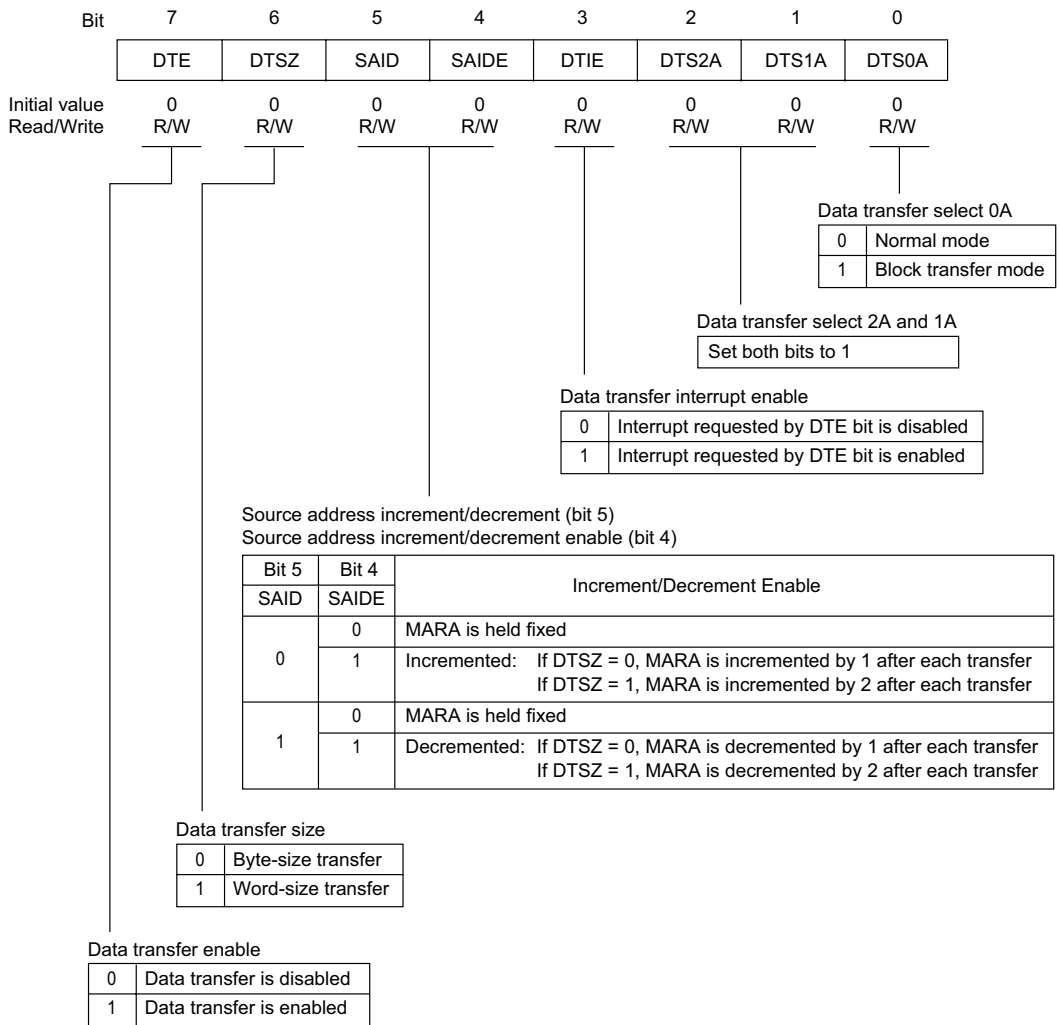 Bit 7 6 5 4 3 2 1 0
DTE DTSZ SAID SAIDE DTIE DTS2A DTS1A DTS0A
Initial value 0 0 0 0 0 0 0 0
Read/Write R/W R/W R/W R/W R/W R/W R/W R/W
Data transfer select 0A
0 Normal mode
1 Block transfer mode
Data transfer select 2A and 1A
Set both bits to 1
Data transfer interrupt enable
0 Interrupt requested by DTE bit is disabled
1 Interrupt requested by DTE bit is enabled
Source address increment/decrement (bit 5)
Source address increment/decrement enable (bit 4)
Bit 5 Bit 4 Increment/Decrement Enable
SAID SAIDE
0 0 MARA is held fixed
1 Incremented: If DTSZ = 0, MARA is incremented by 1 after each transfer
If DTSZ = 1, MARA is incremented by 2 after each transfer
1 0 MARA is held fixed
1 Decremented: If DTSZ = 0, MARA is decremented by 1 after each transfer
If DTSZ = 1, MARA is decremented by 2 after each transfer
Data transfer size
0 Byte-size transfer
1 Word-size transfer
Data transfer enable
0 Data transfer is disabled
1 Data transfer is enabled